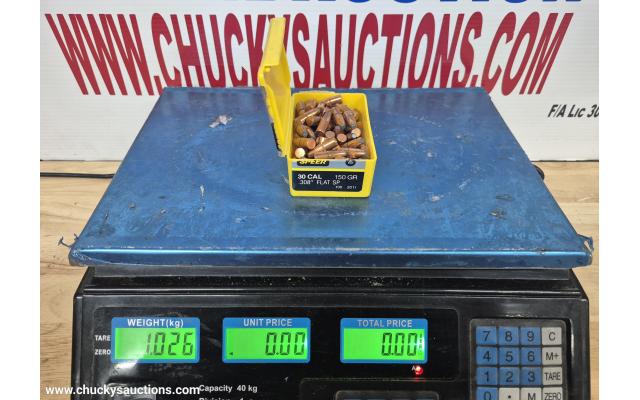 WWW.CHUCKYSAUCTIONS.COM
F/A Lic 30
SPEER
30 CAL 150 GR
.308" FLAT SP
100 2011
WEIGHT(kg) UNIT PRICE TOTAL PRICE
TARE
ZERO
1.026 0.00 0.00
7 8 9 C
4 5 6 M+
1 2 3 TARE
0 • M ZERO
Capacity 40 kg
www.chuckysauctions.com